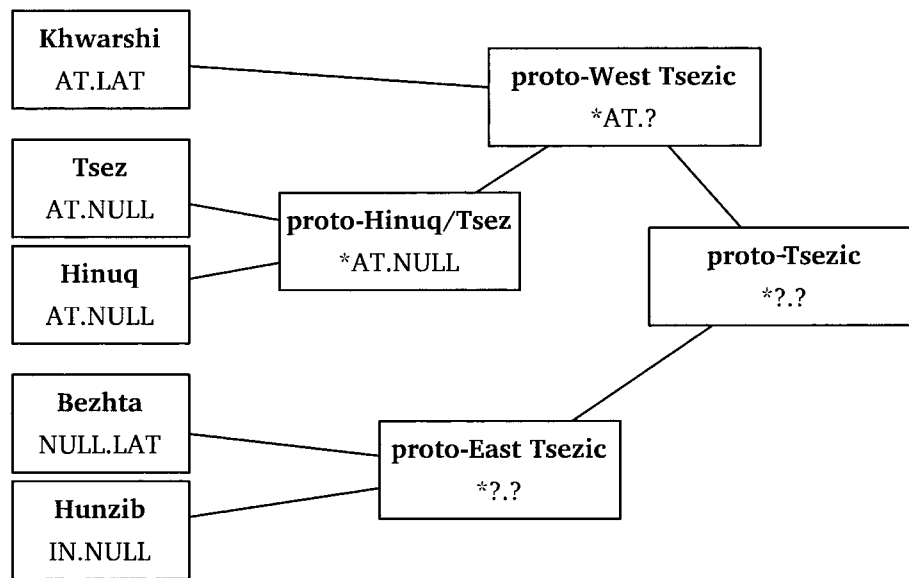 Khwarshi
AT.LAT
proto-West Tsezic
*AT.?
Tsez
AT.NULL
proto-Hinuq/Tsez
*AT.NULL
Hinuq
AT.NULL
proto-Tsezic
*?.?
Bezhta
NULL.LAT
proto-East Tsezic
*?.?
Hunzib
IN.NULL